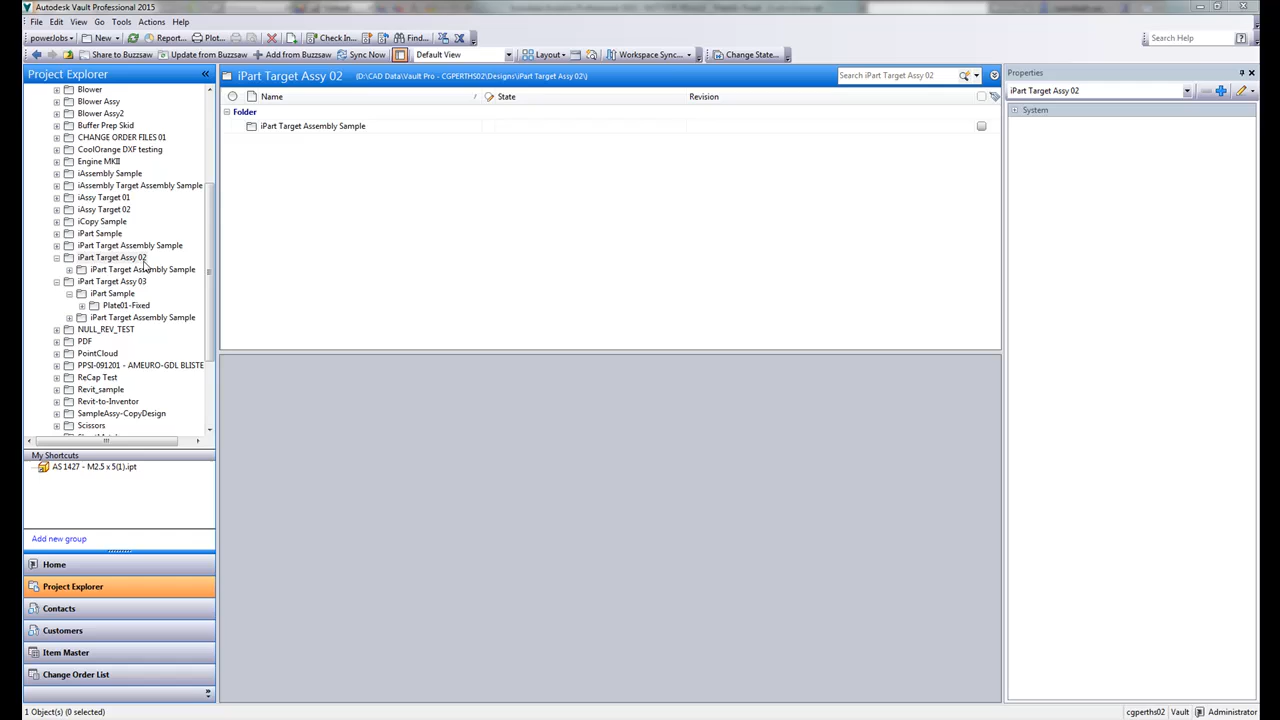 Autodesk Vault Professional 2015
File Edit View Go Tools Actions Help
powerJobs New Report... Plot... Check In... Find... Search Help
Share to Buzzsaw Update from Buzzsaw Add from Buzzsaw Sync Now Default View Layout Workspace Sync... Change State...
Project Explorer
Blower
Blower Assy
Blower Assy2
Buffer Prep Skid
CHANGE ORDER FILES 01
CoolOrange DXF testing
Engine MKII
iAssembly Sample
iAssembly Target Assembly Sample
iAssy Target 01
iAssy Target 02
iCopy Sample
iPart Sample
iPart Target Assembly Sample
iPart Target Assy 02
iPart Target Assembly Sample
iPart Target Assy 03
iPart Sample
Plate01-Fixed
iPart Target Assembly Sample
NULL_REV_TEST
PDF
PointCloud
PPSI-091201 - AMEURO-GDL BLISTE
ReCap Test
Revit_sample
Revit-to-Inventor
SampleAssy-CopyDesign
Scissors
My Shortcuts
AS 1427 - M2.5 x 5(1).ipt
Add new group
Home
Project Explorer
Contacts
Customers
Item Master
Change Order List
iPart Target Assy 02 (D:\CAD Data\Vault Pro - CGPERTHS02\Designs\iPart Target Assy 02\) Search iPart Target Assy 02
Name State Revision
Folder
iPart Target Assembly Sample
Properties
iPart Target Assy 02
System
1 Object(s) (0 selected) cgperths02 Vault Administrator